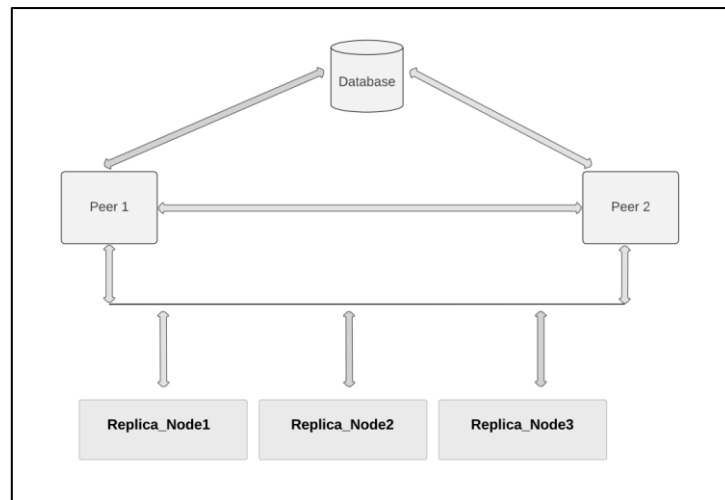 Database
Peer 1
Peer 2
Replica_Node1
Replica_Node2
Replica_Node3